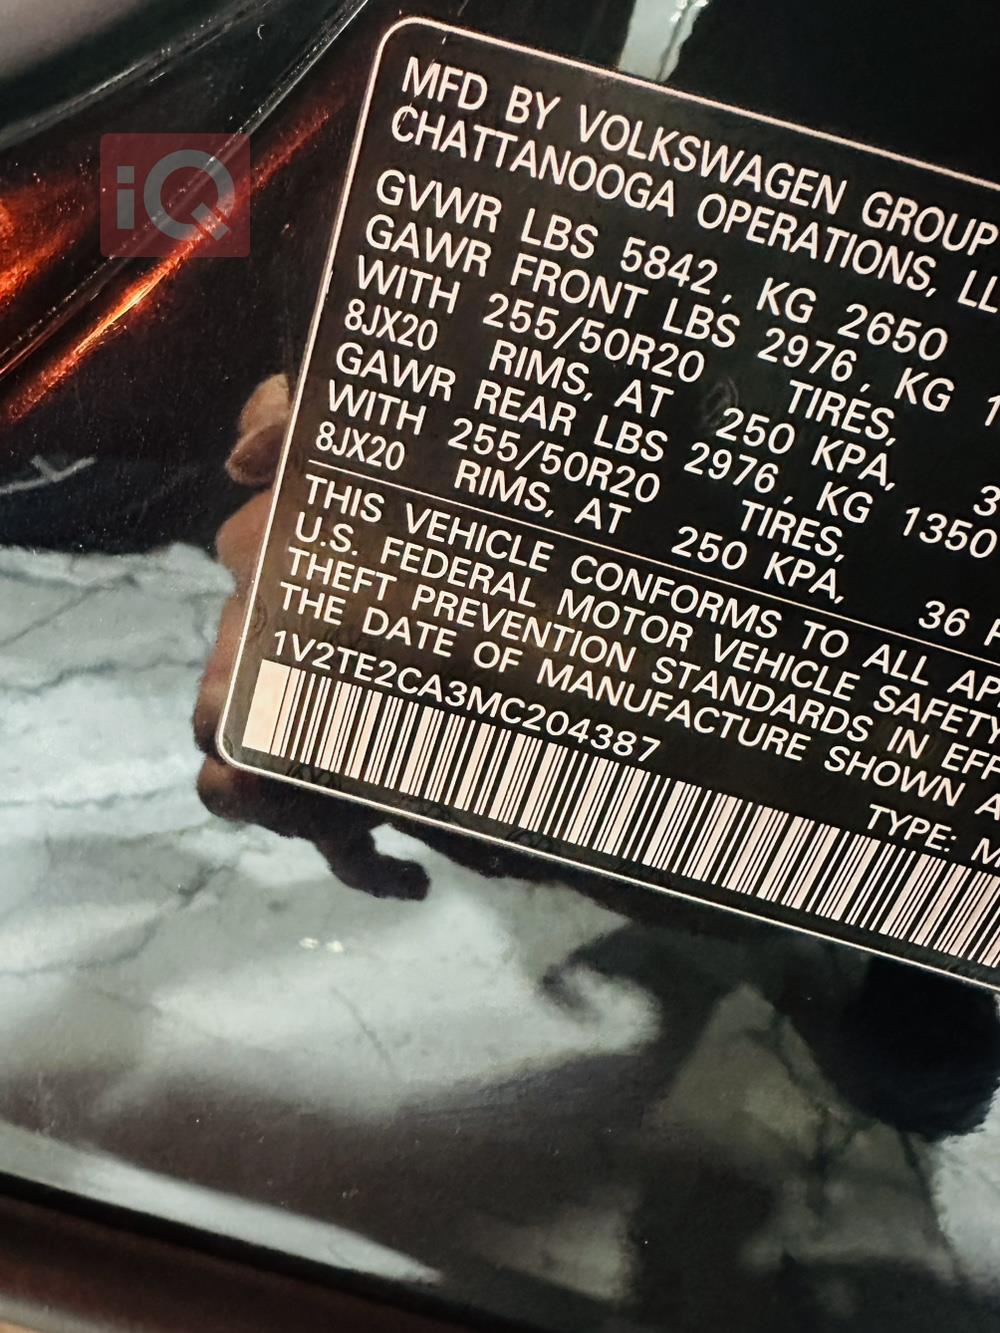 iQ
MFD BY VOLKSWAGEN GROUP
CHATTANOOGA OPERATIONS,
GVWR LBS 5842, KG 2650
GAWR FRONT LBS 2976, KG
WITH 255/50R20 TIRES,
8JX20 RIMS, AT 250 KPA,
GAWR REAR LBS 2976, KG 1350
WITH 255/50R20 TIRES,
8JX20 RIMS, AT 250 KPA, 36
THIS VEHICLE CONFORMS TO ALL
U.S. FEDERAL MOTOR VEHICLE SAFETY
THEFT PREVENTION STANDARDS IN
THE DATE OF MANUFACTURE SHOWN
1V2TE2CA3MC204387
TYPE: